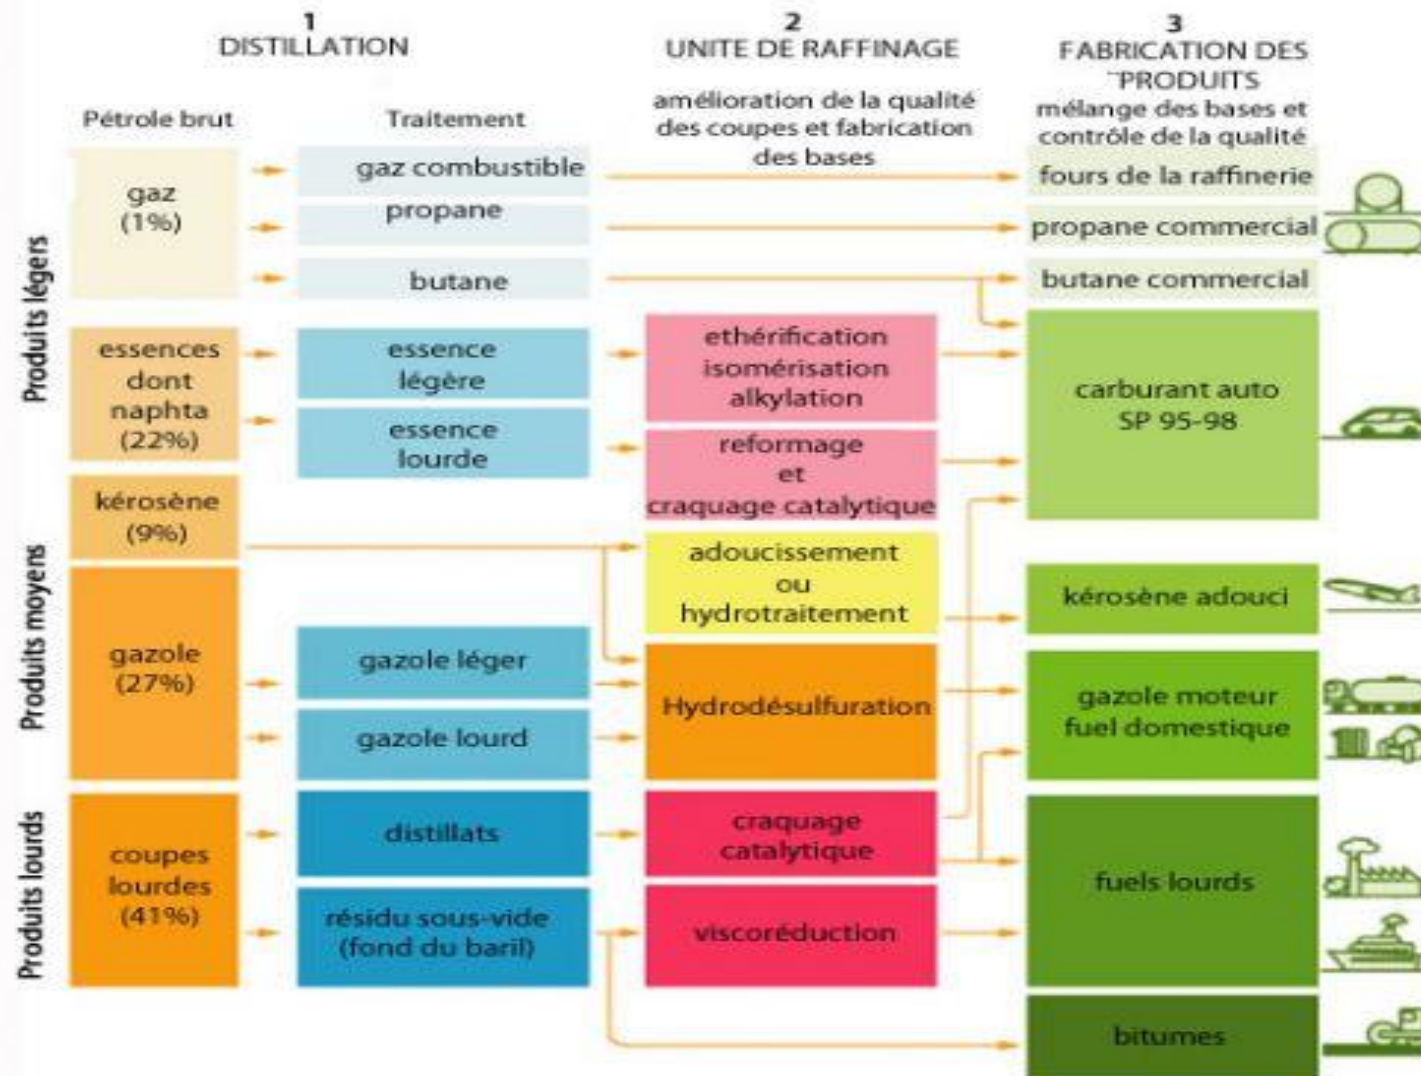 1
DISTILLATION
Pétrole brut
Traitement
2
UNITE DE RAFFINAGE
amélioration de la qualité
des coupes et fabrication
des bases
3
FABRICATION DES
¨PRODUITS
mélange des bases et
contrôle de la qualité
Produits légers
gaz
(1%)
gaz combustible
fours de la raffinerie
propane
propane commercial
butane
butane commercial
essences
dont
naphta
(22%)
essence
légère
essence
lourde
ethérification
isomérisation
alkylation
reformage
et
craquage catalytique
carburant auto
SP 95-98
Produits moyens
kérosène
(9%)
adoucissement
ou
hydrotraitement
kérosène adouci
gazole
(27%)
gazole léger
gazole lourd
Hydrodésulfuration
gazole moteur
fuel domestique
Produits lourds
coupes
lourdes
(41%)
distillats
résidu sous-vide
(fond du baril)
craquage
catalytique
viscoréduction
fuels lourds
bitumes